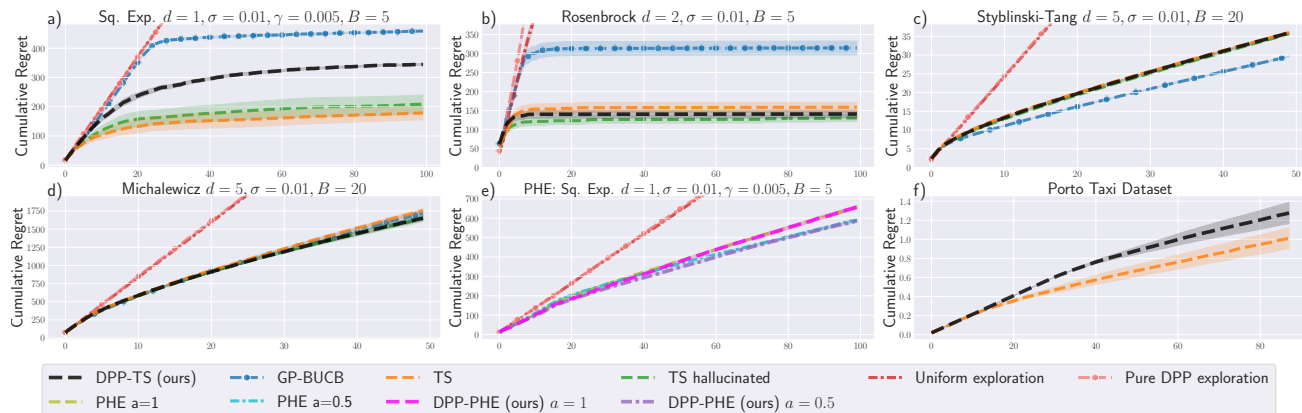 a) Sq. Exp. d = 1, σ = 0.01, γ = 0.005, B = 5
Cumulative Regret
400
300
200
100
0
0 20 40 60 80 100
b) Rosenbrock d = 2, σ = 0.01, B = 5
Cumulative Regret
350
300
250
200
150
100
50
0
0 20 40 60 80 100
c) Styblinski-Tang d = 5, σ = 0.01, B = 20
Cumulative Regret
35
30
25
20
15
10
5
0
0 10 20 30 40 50
d) Michalewicz d = 5, σ = 0.01, B = 20
Cumulative Regret
1750
1500
1250
1000
750
500
250
0
0 10 20 30 40 50
e) PHE: Sq. Exp. d = 1, σ = 0.01, γ = 0.005, B = 5
Cumulative Regret
700
600
500
400
300
200
100
0
0 20 40 60 80 100
f) Porto Taxi Dataset
Cumulative Regret
1.4
1.2
1.0
0.8
0.6
0.4
0.2
0.0
0 20 40 60 80
DPP-TS (ours) GP-BUCB TS TS hallucinated Uniform exploration Pure DPP exploration
PHE a=1 PHE a=0.5 DPP-PHE (ours) a = 1 DPP-PHE (ours) a = 0.5